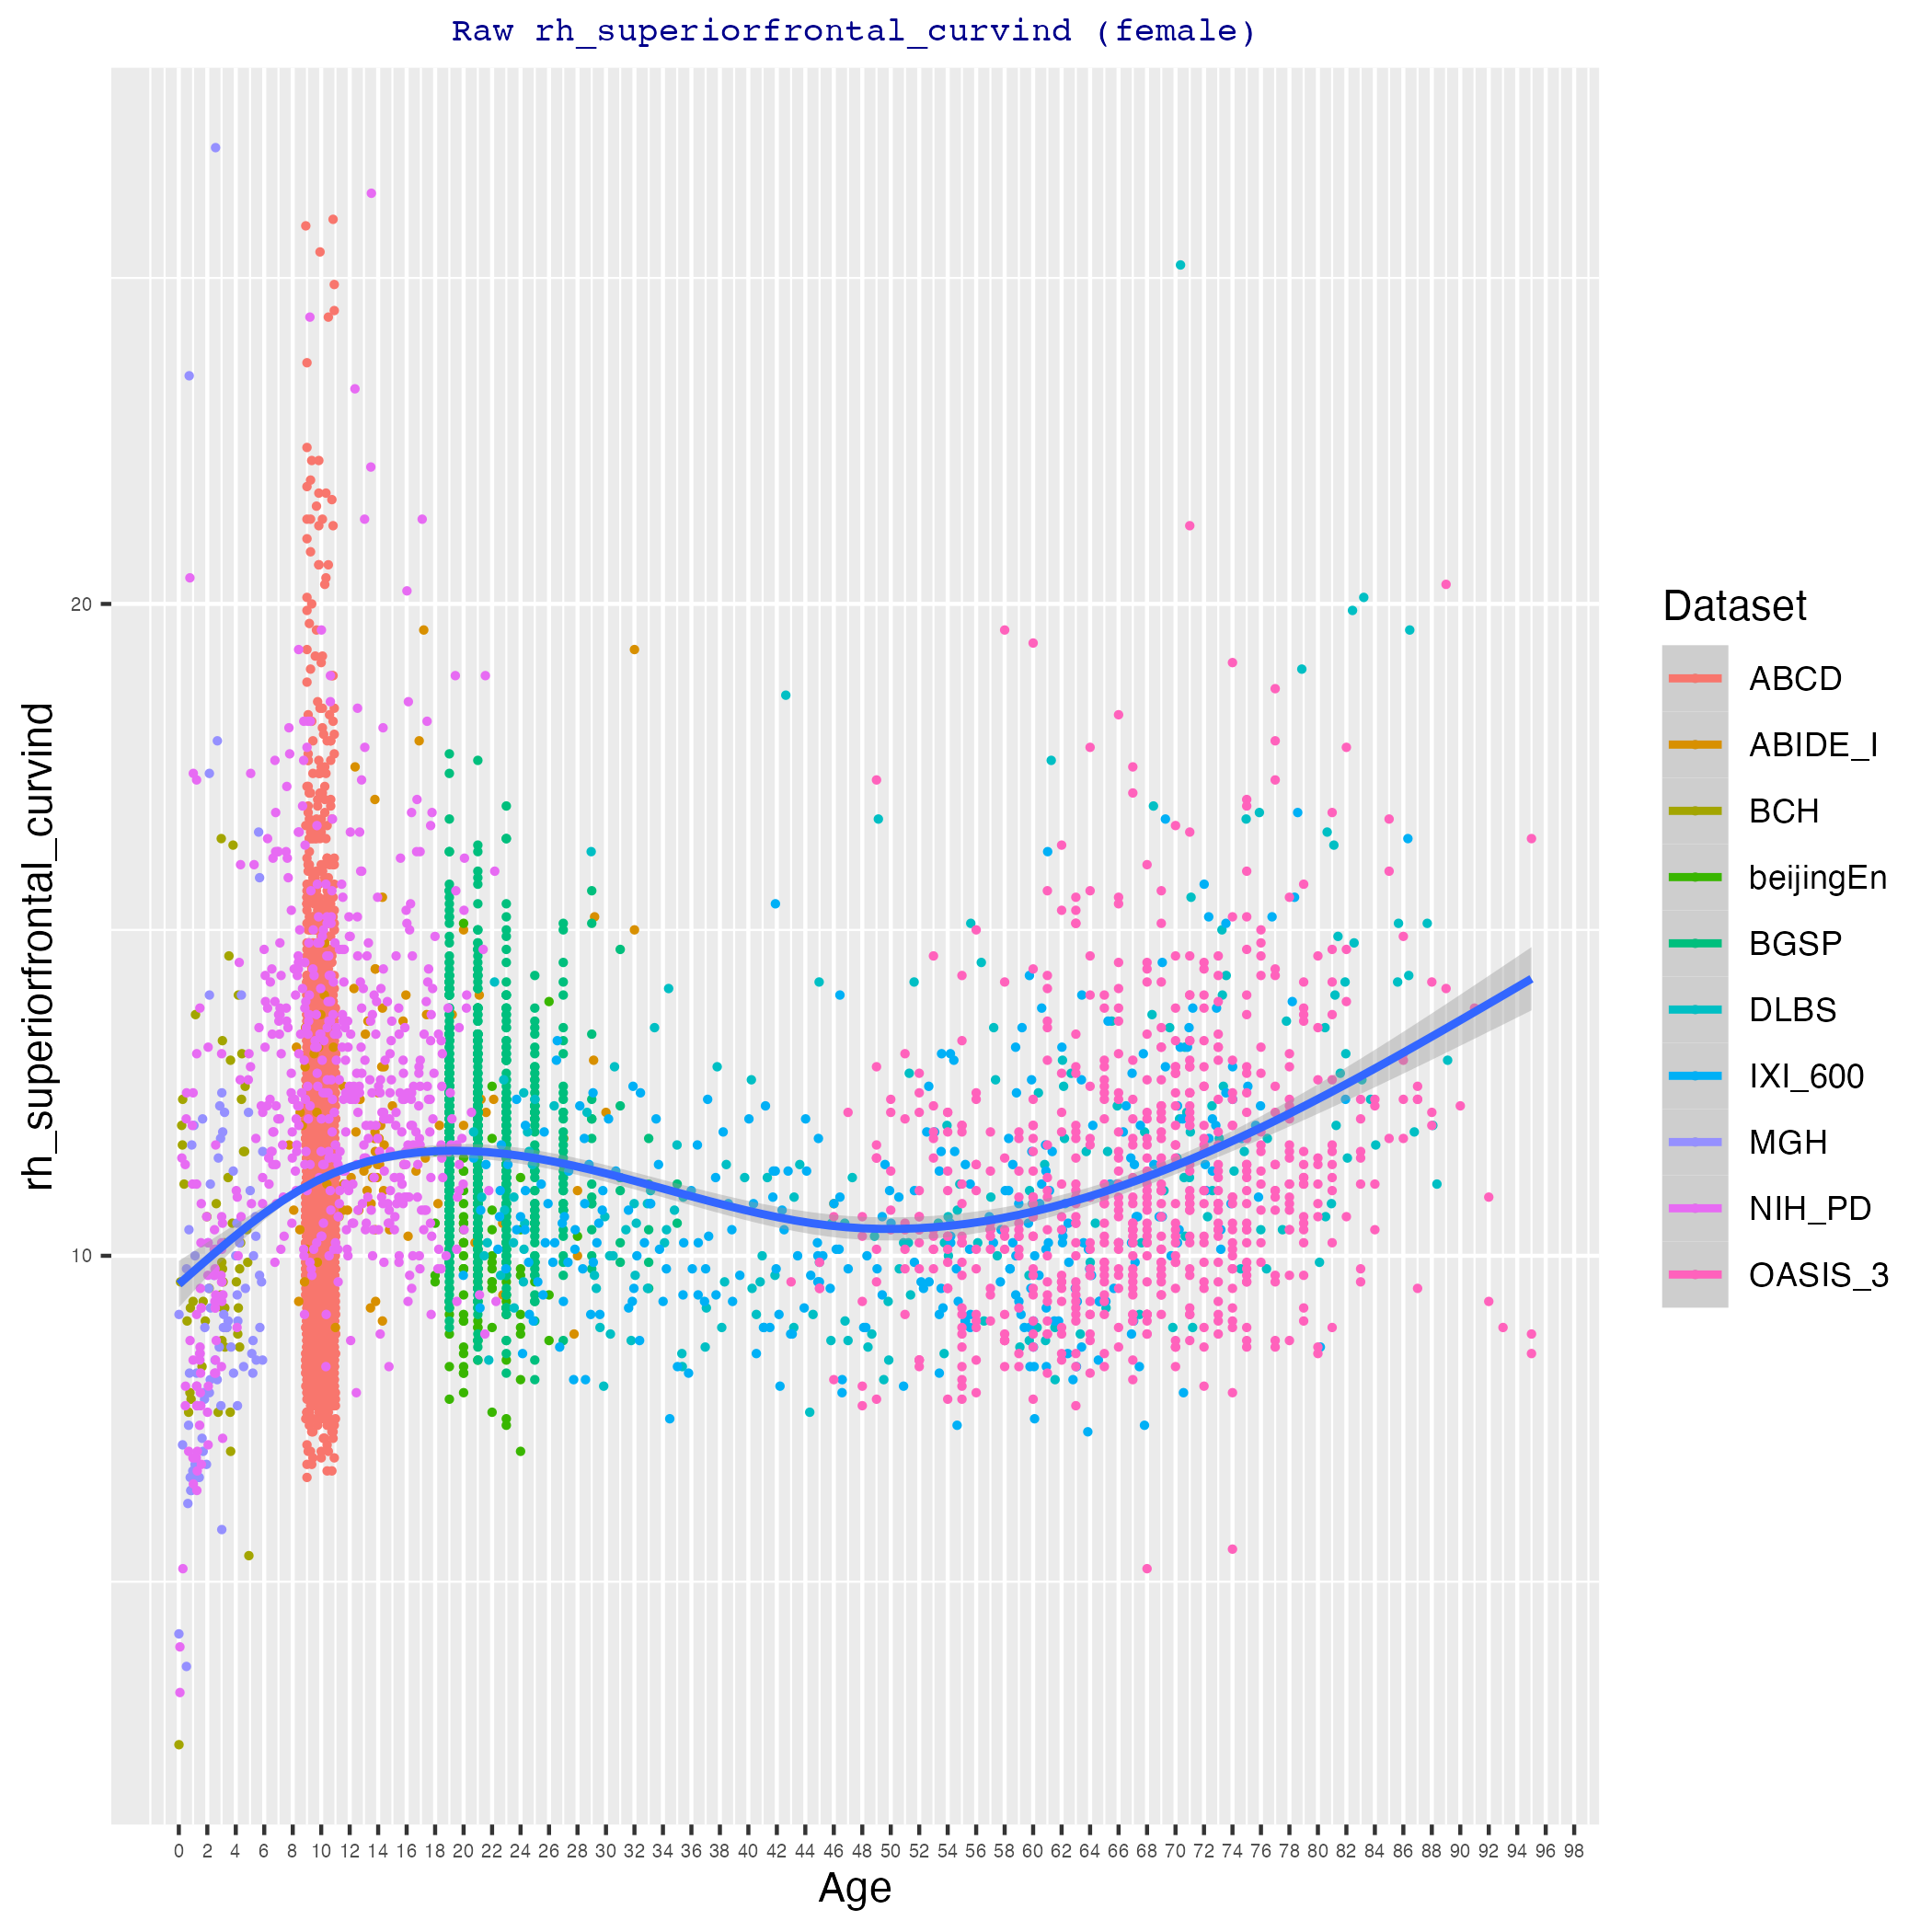 Raw rh_superiorfrontal_curvind (female)
rh_superiorfrontal_curvind
20
10
0 2 4 6 8 10 12 14 16 18 20 22 24 26 28 30 32 34 36 38 40 42 44 46 48 50 52 54 56 58 60 62 64 66 68 70 72 74 76 78 80 82 84 86 88 90 92 94 96 98
Age
Dataset
ABCD
ABIDE_I
BCH
beijingEn
BGSP
DLBS
IXI_600
MGH
NIH_PD
OASIS_3